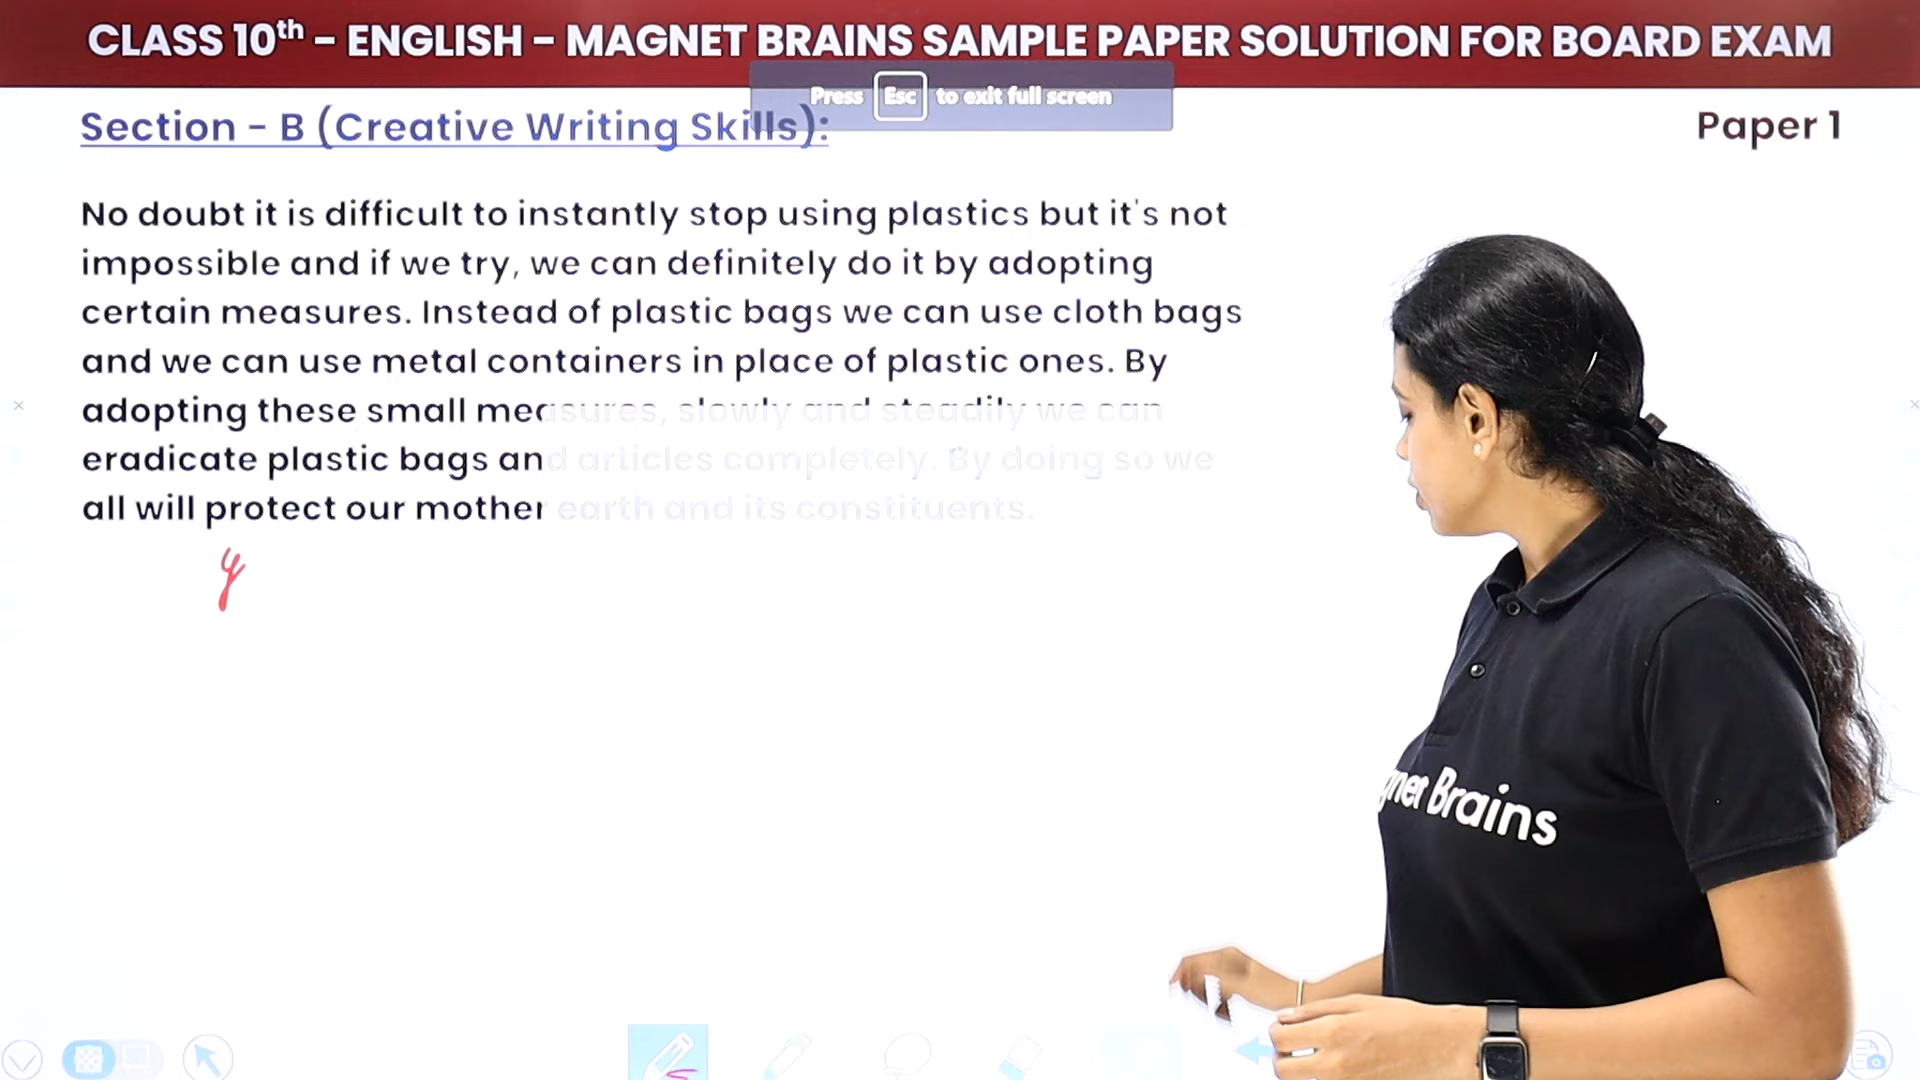 CLASS 10th - ENGLISH - MAGNET BRAINS SAMPLE PAPER SOLUTION FOR BOARD EXAM
Press Esc to exit full screen
Section - B (Creative Writing Skills):
Paper 1
No doubt it is difficult to instantly stop using plastics but it's not
impossible and if we try, we can definitely do it by adopting
certain measures. Instead of plastic bags we can use cloth bags
and we can use metal containers in place of plastic ones. By
adopting these small measures, slowly and steadily we can
eradicate plastic bags and articles completely. By doing so we
all will protect our mother earth and its constituents.
Brains